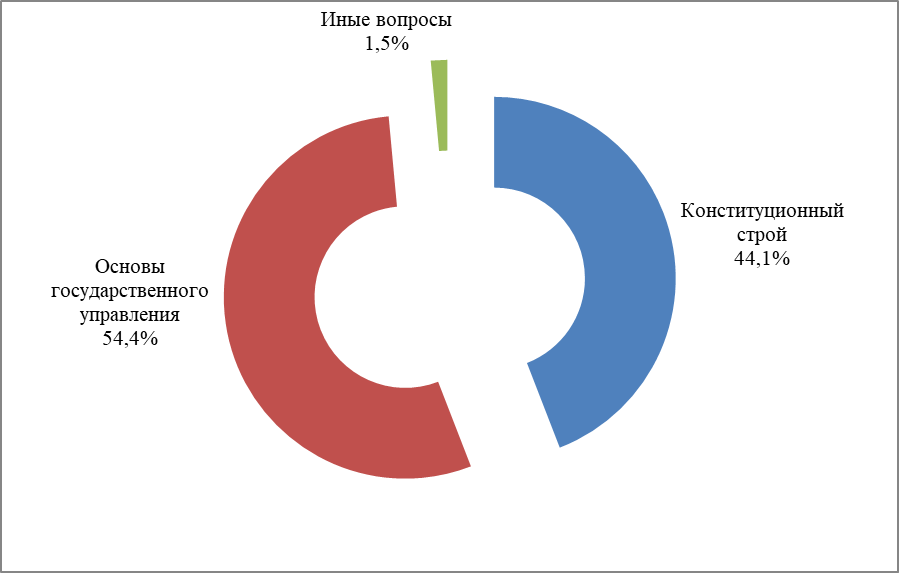 Иные вопросы
1,5%
Конституционный
строй
44,1%
Основы
государственного
управления
54,4%